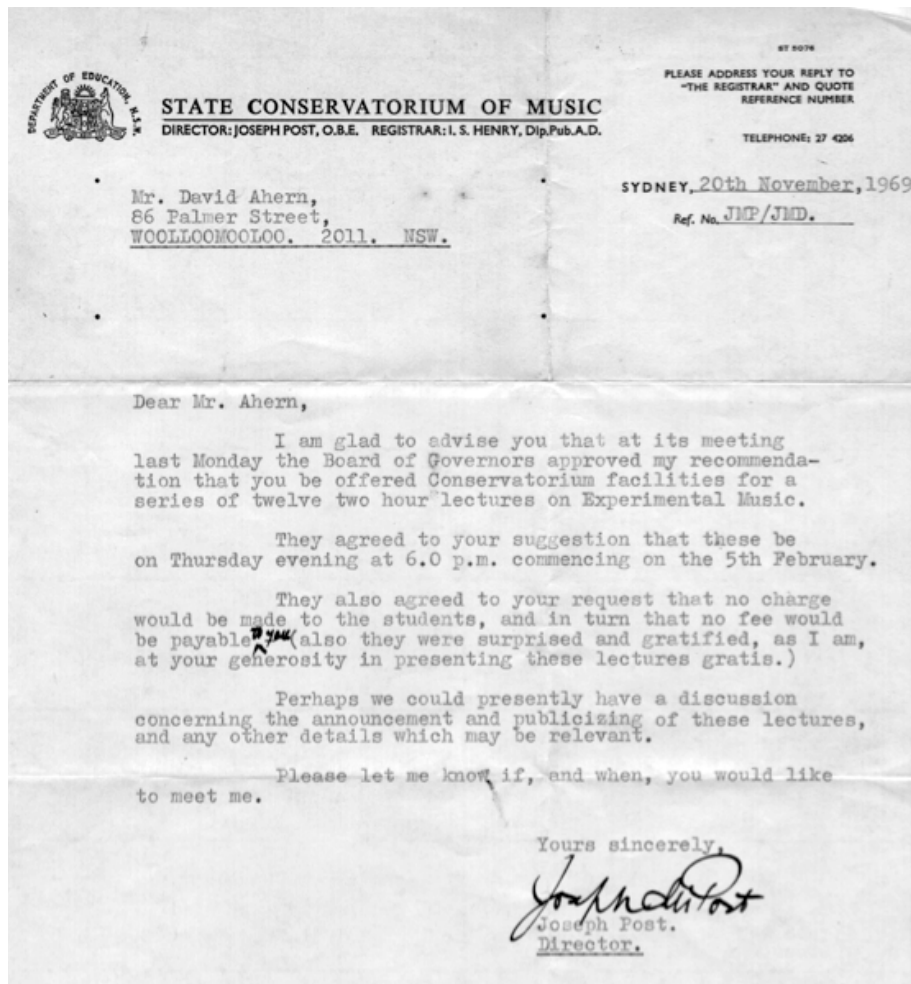 ST 5076
PLEASE ADDRESS YOUR REPLY TO
"THE REGISTRAR" AND QUOTE
REFERENCE NUMBER
TELEPHONE: 27 4206
DEPARTMENT OF EDUCATION, N.S.W.
STATE CONSERVATORIUM OF MUSIC
DIRECTOR: JOSEPH POST, O.B.E. REGISTRAR: I. S. HENRY, Dip.Pub.A.D.
SYDNEY, 20th November, 1969
Ref. No. JMP/JMD.
Mr. David Ahern,
86 Palmer Street,
WOOLLOOMOOLOO. 2011. NSW.
Dear Mr. Ahern,
I am glad to advise you that at its meeting
last Monday the Board of Governors approved my recommenda-
tion that you be offered Conservatorium facilities for a
series of twelve two hour lectures on Experimental Music.
They agreed to your suggestion that these be
on Thursday evening at 6.0 p.m. commencing on the 5th February.
They also agreed to your request that no charge
would be made to the students, and in turn that no fee would
be payable to you (also they were surprised and gratified, as I am,
at your generosity in presenting these lectures gratis.)
Perhaps we could presently have a discussion
concerning the announcement and publicizing of these lectures,
and any other details which may be relevant.
Please let me know if, and when, you would like
to meet me.
Yours sincerely,
Joseph Post
Joseph Post.
Director.